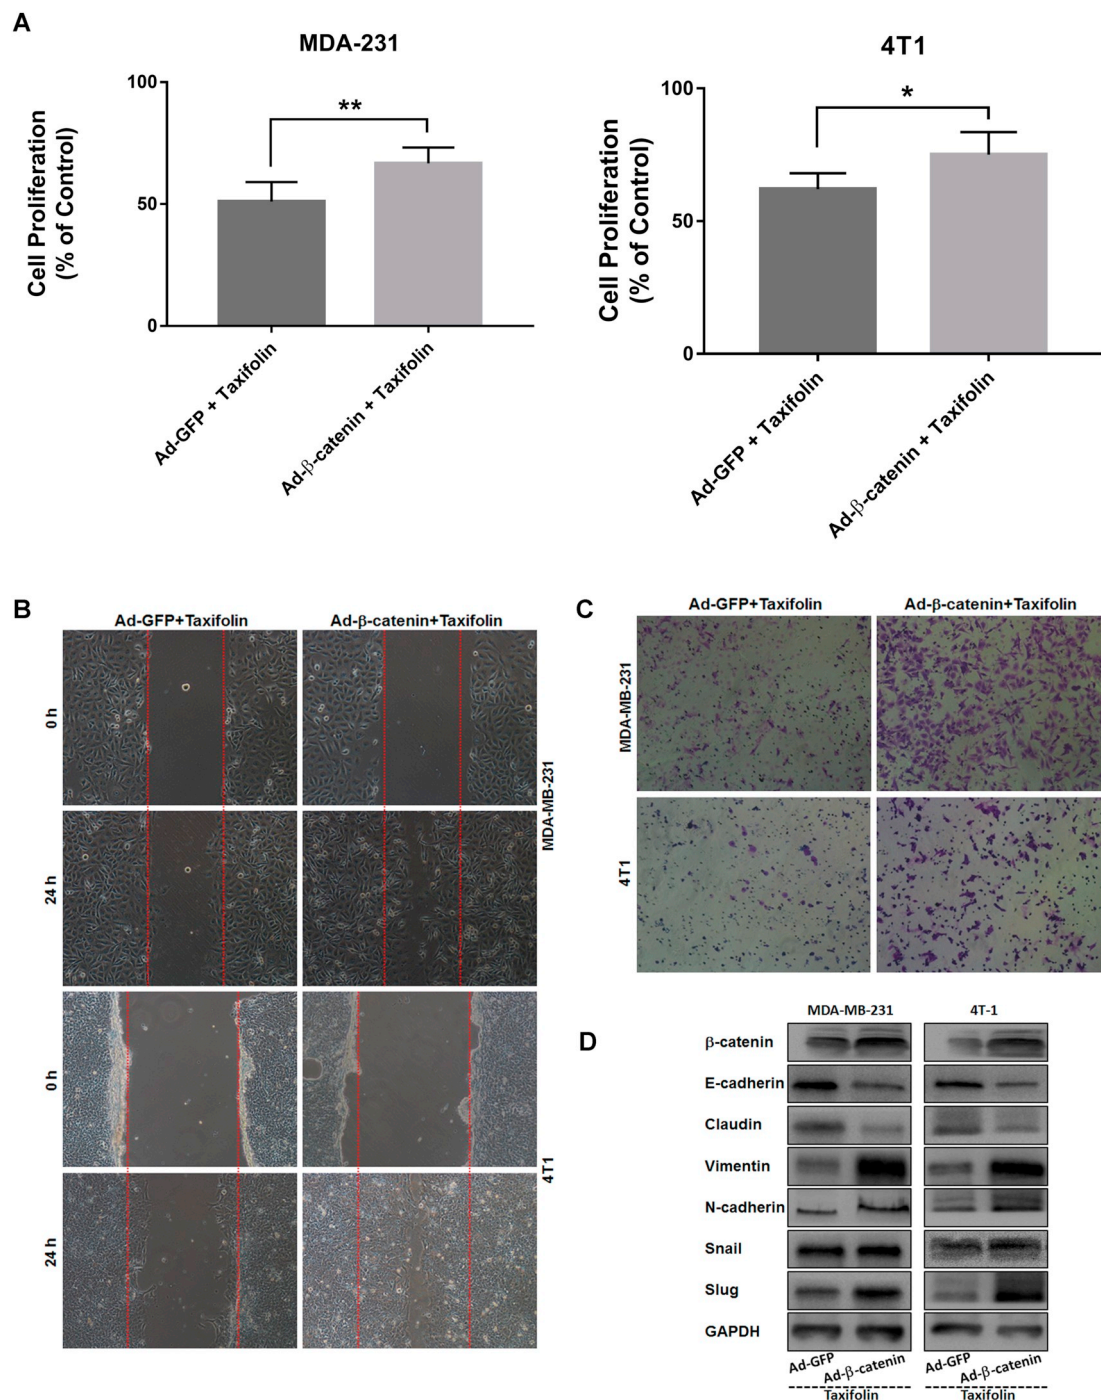 A
MDA-231
100
50
0
Cell Proliferation
(% of Control)
**
Ad-GFP + Taxifolin
Ad-β-catenin + Taxifolin
4T1
100
50
0
Cell Proliferation
(% of Control)
*
Ad-GFP + Taxifolin
Ad-β-catenin + Taxifolin
B
Ad-GFP+Taxifolin
Ad-β-catenin+Taxifolin
0 h
24 h
MDA-MB-231
0 h
24 h
4T1
C
Ad-GFP+Taxifolin
Ad-β-catenin+Taxifolin
MDA-MB-231
4T1
D
MDA-MB-231
4T-1
β-catenin
E-cadherin
Claudin
Vimentin
N-cadherin
Snail
Slug
GAPDH
Ad-GFP
Ad-β-catenin
Taxifolin
Ad-GFP
Ad-β-catenin
Taxifolin